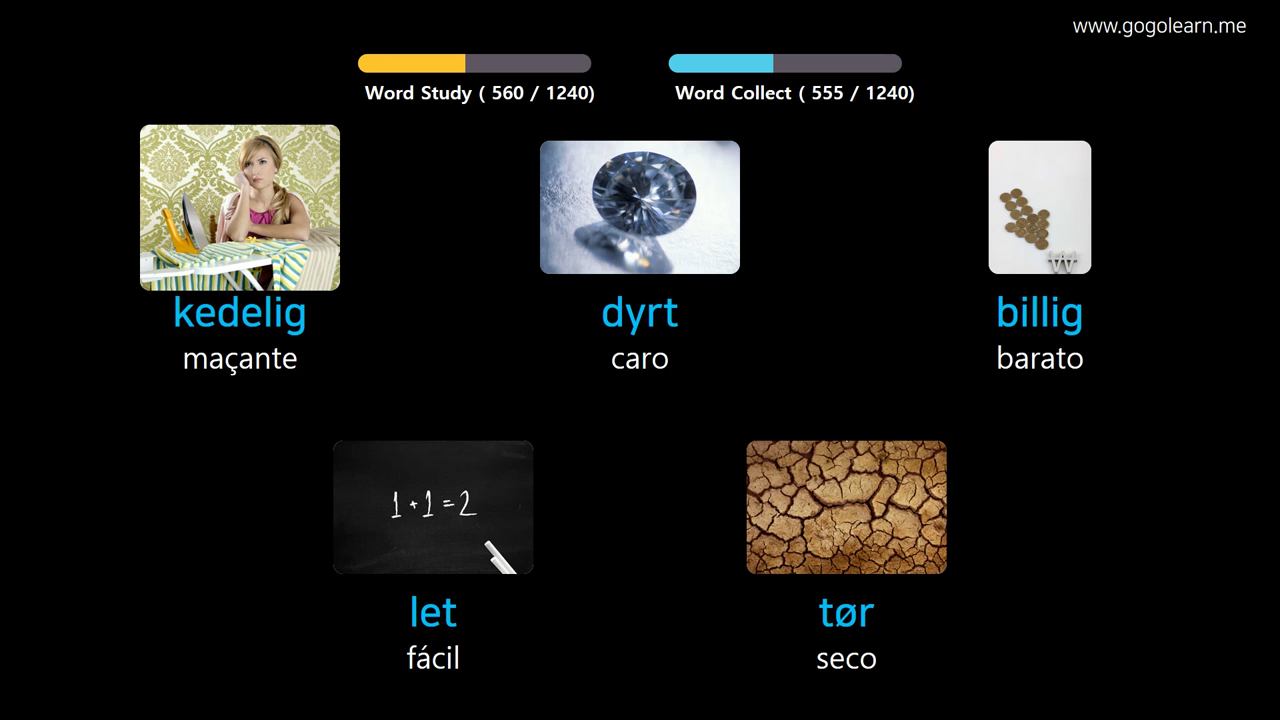 www.gogolearn.me
Word Study ( 560 / 1240)
Word Collect ( 555 / 1240)
kedelig
maçante
dyrt
caro
billig
barato
1 + 1 = 2
let
fácil
tør
seco